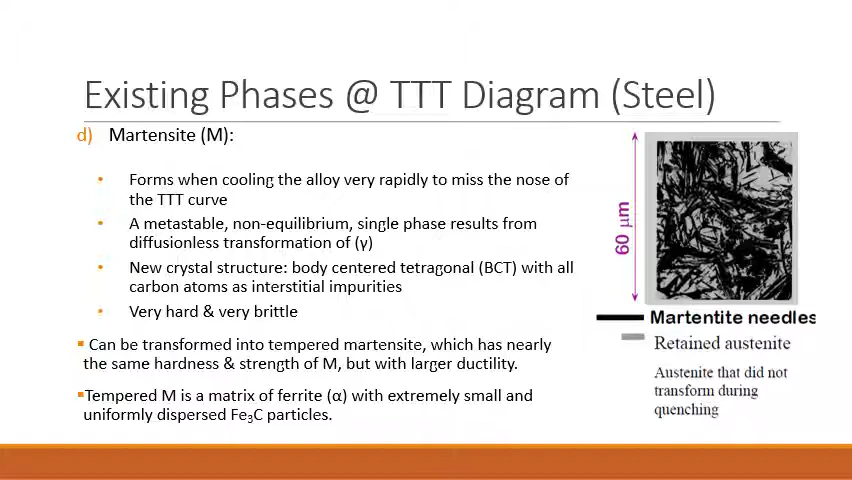 Existing Phases @ TTT Diagram (Steel)
d) Martensite (M):
• Forms when cooling the alloy very rapidly to miss the nose of
the TTT curve
• A metastable, non-equilibrium, single phase results from
diffusionless transformation of (γ)
• New crystal structure: body centered tetragonal (BCT) with all
carbon atoms as interstitial impurities
• Very hard & very brittle
▪ Can be transformed into tempered martensite, which has nearly
the same hardness & strength of M, but with larger ductility.
▪Tempered M is a matrix of ferrite (α) with extremely small and
uniformly dispersed Fe₃C particles.
60 μm
Martentite needles
Retained austenite
Austenite that did not
transform during
quenching